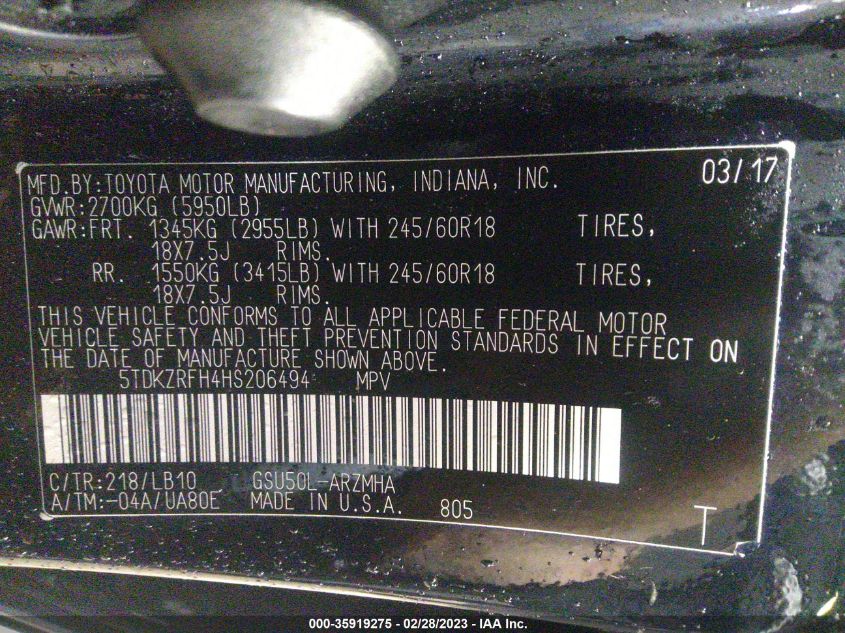 MFD.BY:TOYOTA MOTOR MANUFACTURING, INDIANA, INC. 03/17
GVWR:2700KG (5950LB)
GAWR:FRT. 1345KG (2955LB) WITH 245/60R18 TIRES,
18X7.5J RIMS.
RR. 1550KG (3415LB) WITH 245/60R18 TIRES,
18X7.5J RIMS.
THIS VEHICLE CONFORMS TO ALL APPLICABLE FEDERAL MOTOR
VEHICLE SAFETY AND THEFT PREVENTION STANDARDS IN EFFECT ON
THE DATE OF MANUFACTURE SHOWN ABOVE.
5TDKZRFH4HS206494 MPV
C/TR:218/LB10 GSU50L-ARZMHA
A/TM:-04A/UA80E MADE IN U.S.A. 805 T
000-35919275 - 02/28/2023 - IAA Inc.